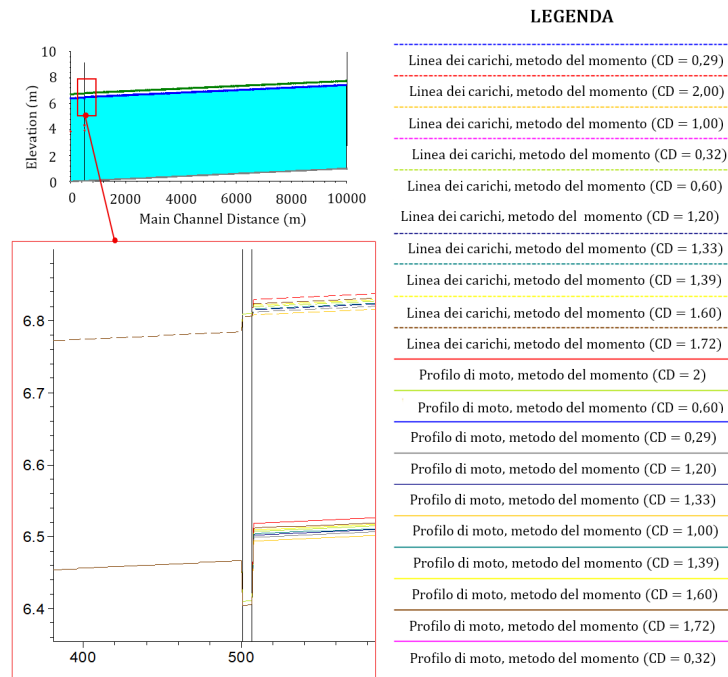 LEGENDA
10
8
6
4
2
0
Elevation (m)
0 2000 4000 6000 8000 10000
Main Channel Distance (m)
6.8
6.7
6.6
6.5
6.4
400 500
Linea dei carichi, metodo del momento (CD = 0,29)
Linea dei carichi, metodo del momento (CD = 2,00)
Linea dei carichi, metodo del momento (CD = 1,00)
Linea dei carichi, metodo del momento (CD = 0,32)
Linea dei carichi, metodo del momento (CD = 0,60)
Linea dei carichi, metodo del momento (CD = 1,20)
Linea dei carichi, metodo del momento (CD = 1,33)
Linea dei carichi, metodo del momento (CD = 1,39)
Linea dei carichi, metodo del momento (CD = 1.60)
Linea dei carichi, metodo del momento (CD = 1.72)
Profilo di moto, metodo del momento (CD = 2)
Profilo di moto, metodo del momento (CD = 0,60)
Profilo di moto, metodo del momento (CD = 0,29)
Profilo di moto, metodo del momento (CD = 1,20)
Profilo di moto, metodo del momento (CD = 1,33)
Profilo di moto, metodo del momento (CD = 1,00)
Profilo di moto, metodo del momento (CD = 1,39)
Profilo di moto, metodo del momento (CD = 1,60)
Profilo di moto, metodo del momento (CD = 1,72)
Profilo di moto, metodo del momento (CD = 0,32)